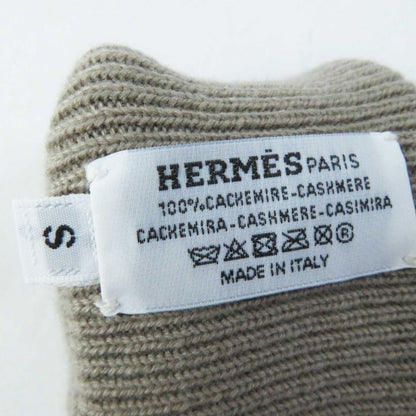 HERMÈS PARIS
100% CACHEMIRE-CASHMERE
CACHEMIRA-CASHMERE-CASIMIRA
®
MADE IN ITALY
S